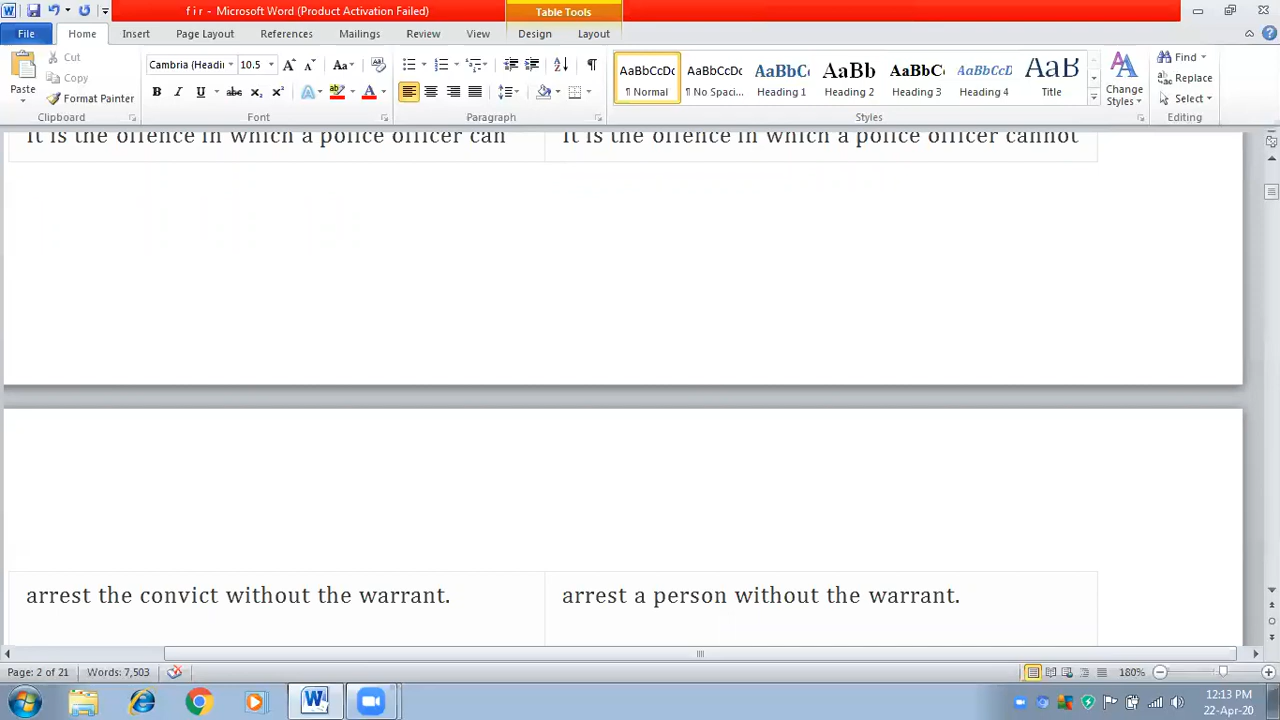 f i r - Microsoft Word (Product Activation Failed)
Table Tools
File Home Insert Page Layout References Mailings Review View Design Layout
Paste
Cut
Copy
Format Painter
Clipboard
Cambria (Headi 10.5
Font
Paragraph
AaBbCcDc AaBbCcDc AaBbC AaBb AaBbC AaBbCcD AaB
¶ Normal ¶ No Spaci... Heading 1 Heading 2 Heading 3 Heading 4 Title
Styles
Change
Styles
Find
Replace
Select
Editing
It is the offence in which a police officer can
It is the offence in which a police officer cannot
arrest the convict without the warrant.
arrest a person without the warrant.
Page: 2 of 21 Words: 7,503 180%
12:13 PM
22-Apr-20